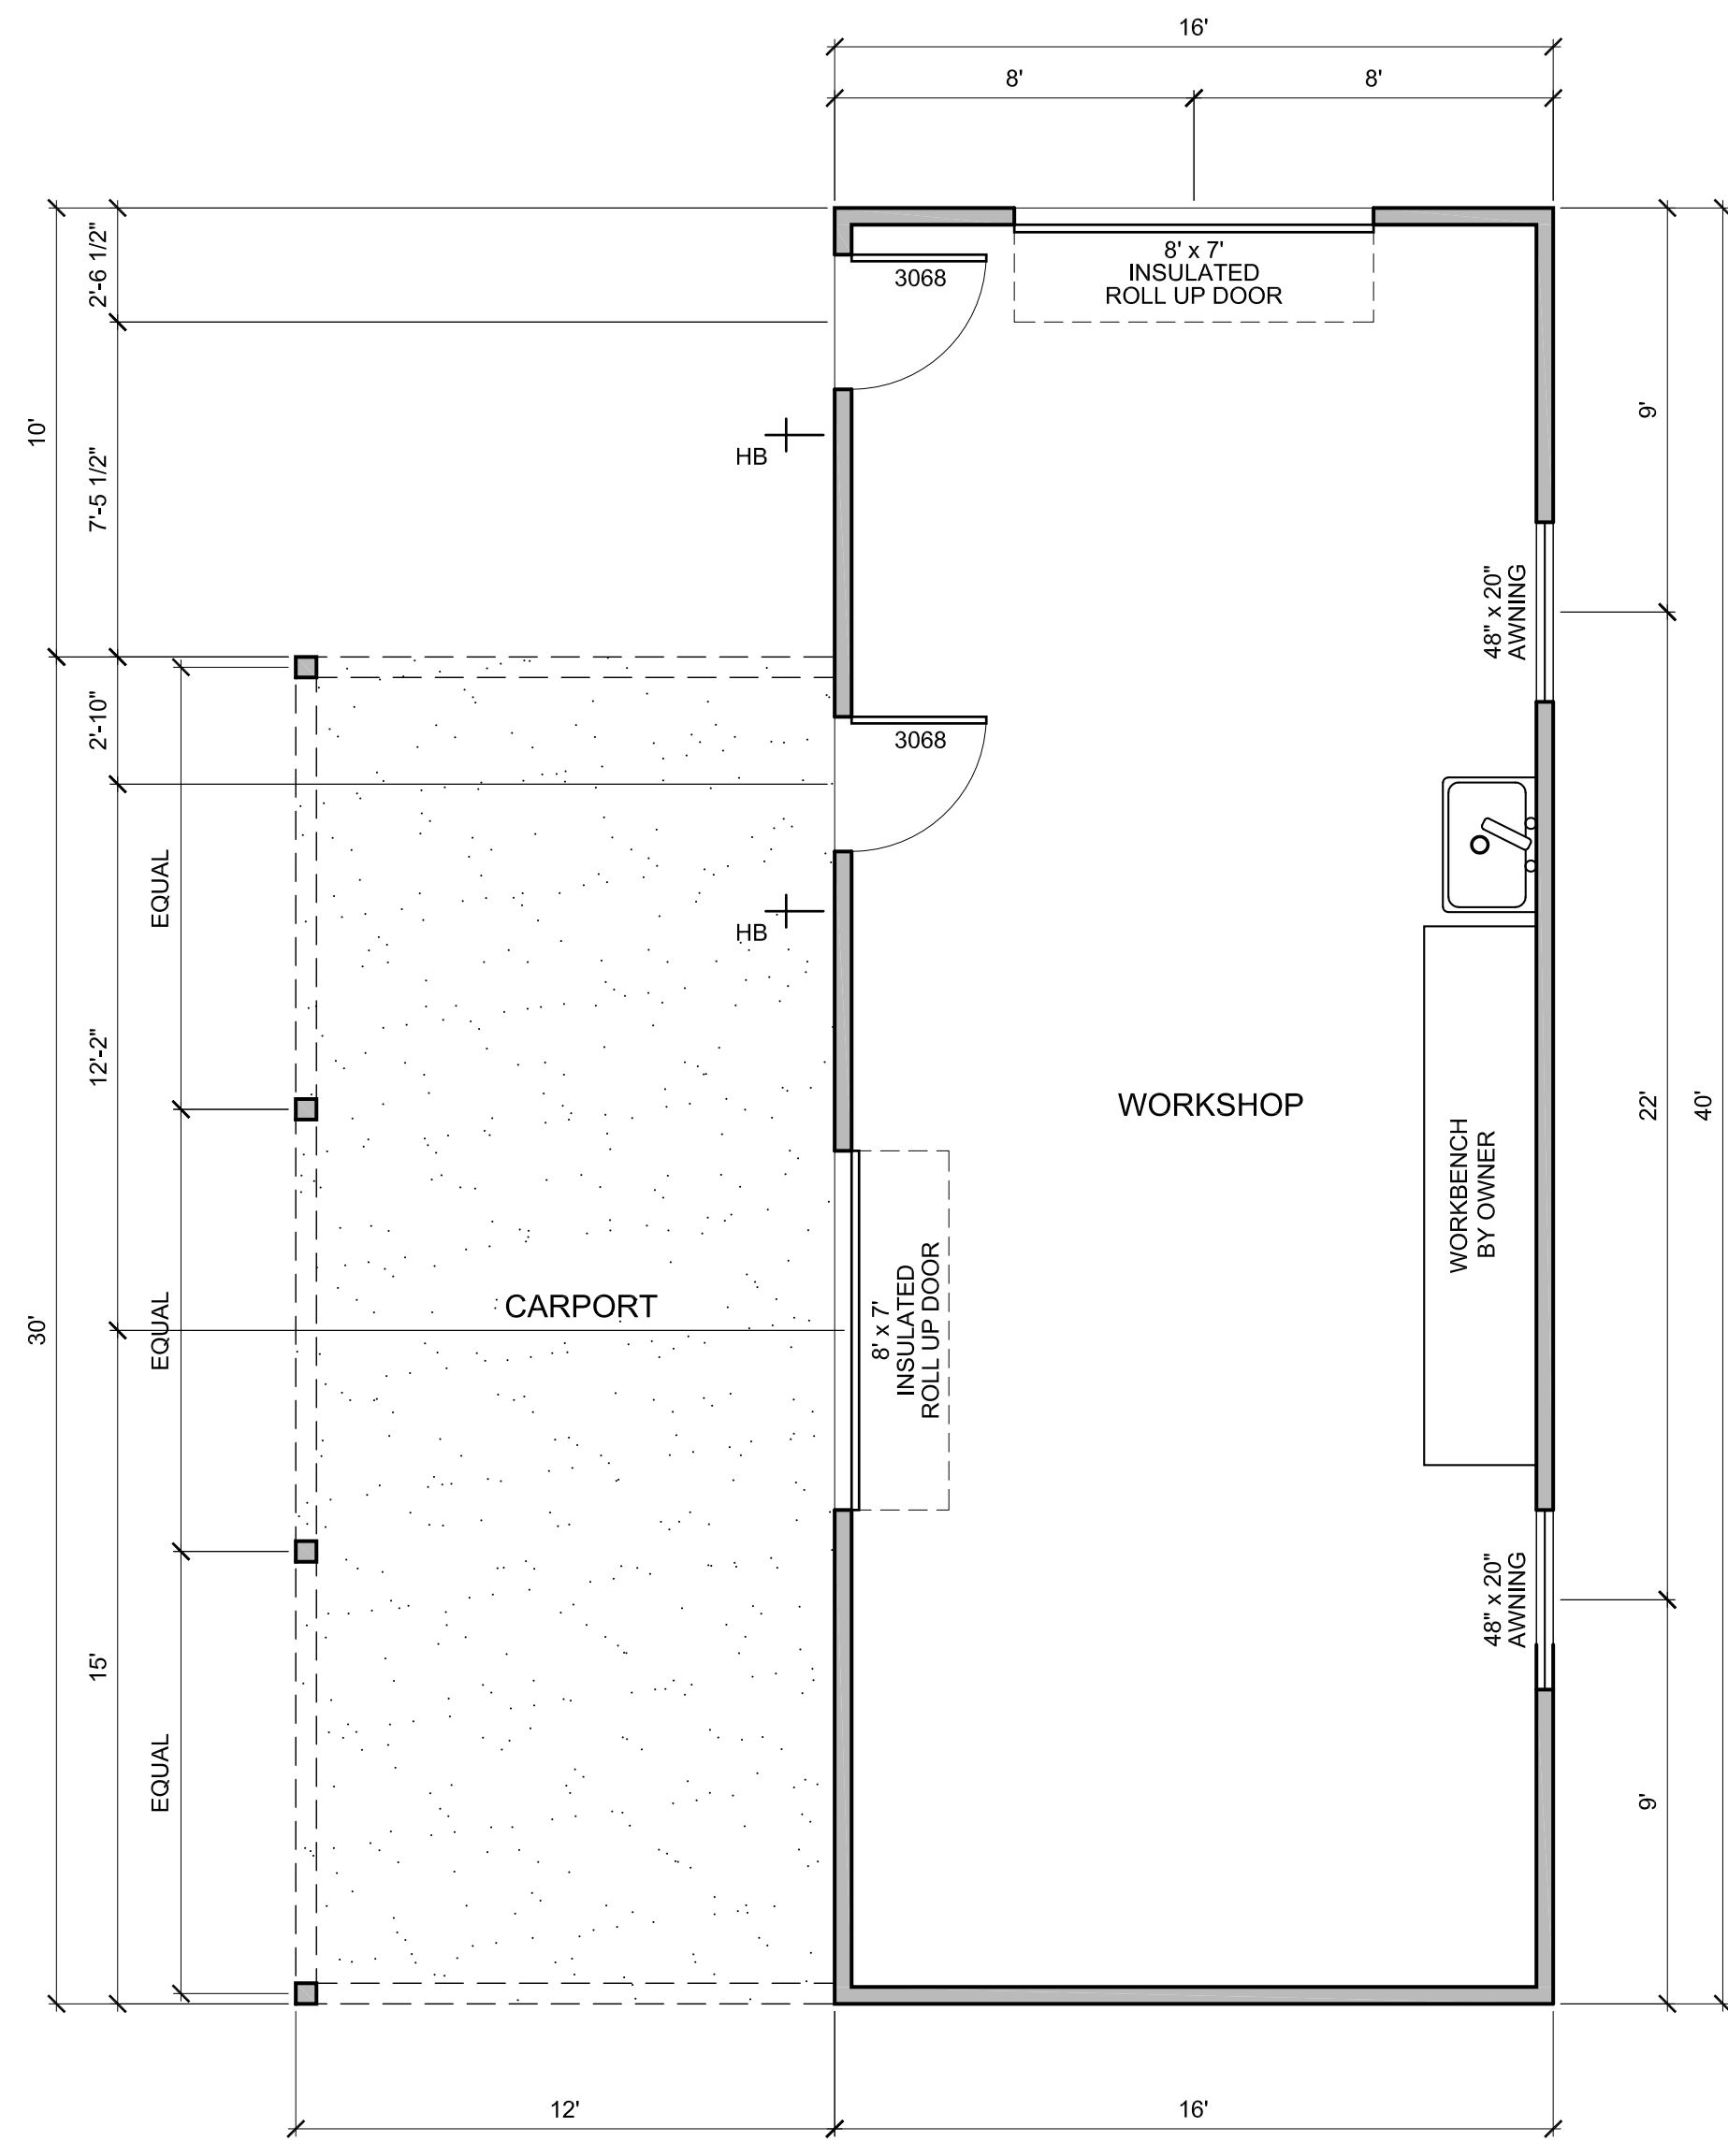 16'
8'
8'
2'-6 1/2"
8' x 7'
INSULATED
ROLL UP DOOR
3068
10'
9'
HB
7'-5 1/2"
48" x 20"
AWNING
2'-10"
3068
EQUAL
HB
12'-2"
WORKSHOP
22'
40'
WORKBENCH
BY OWNER
CARPORT
30'
EQUAL
8' x 7'
INSULATED
ROLL UP DOOR
48" x 20"
AWNING
15'
EQUAL
9'
12'
16'